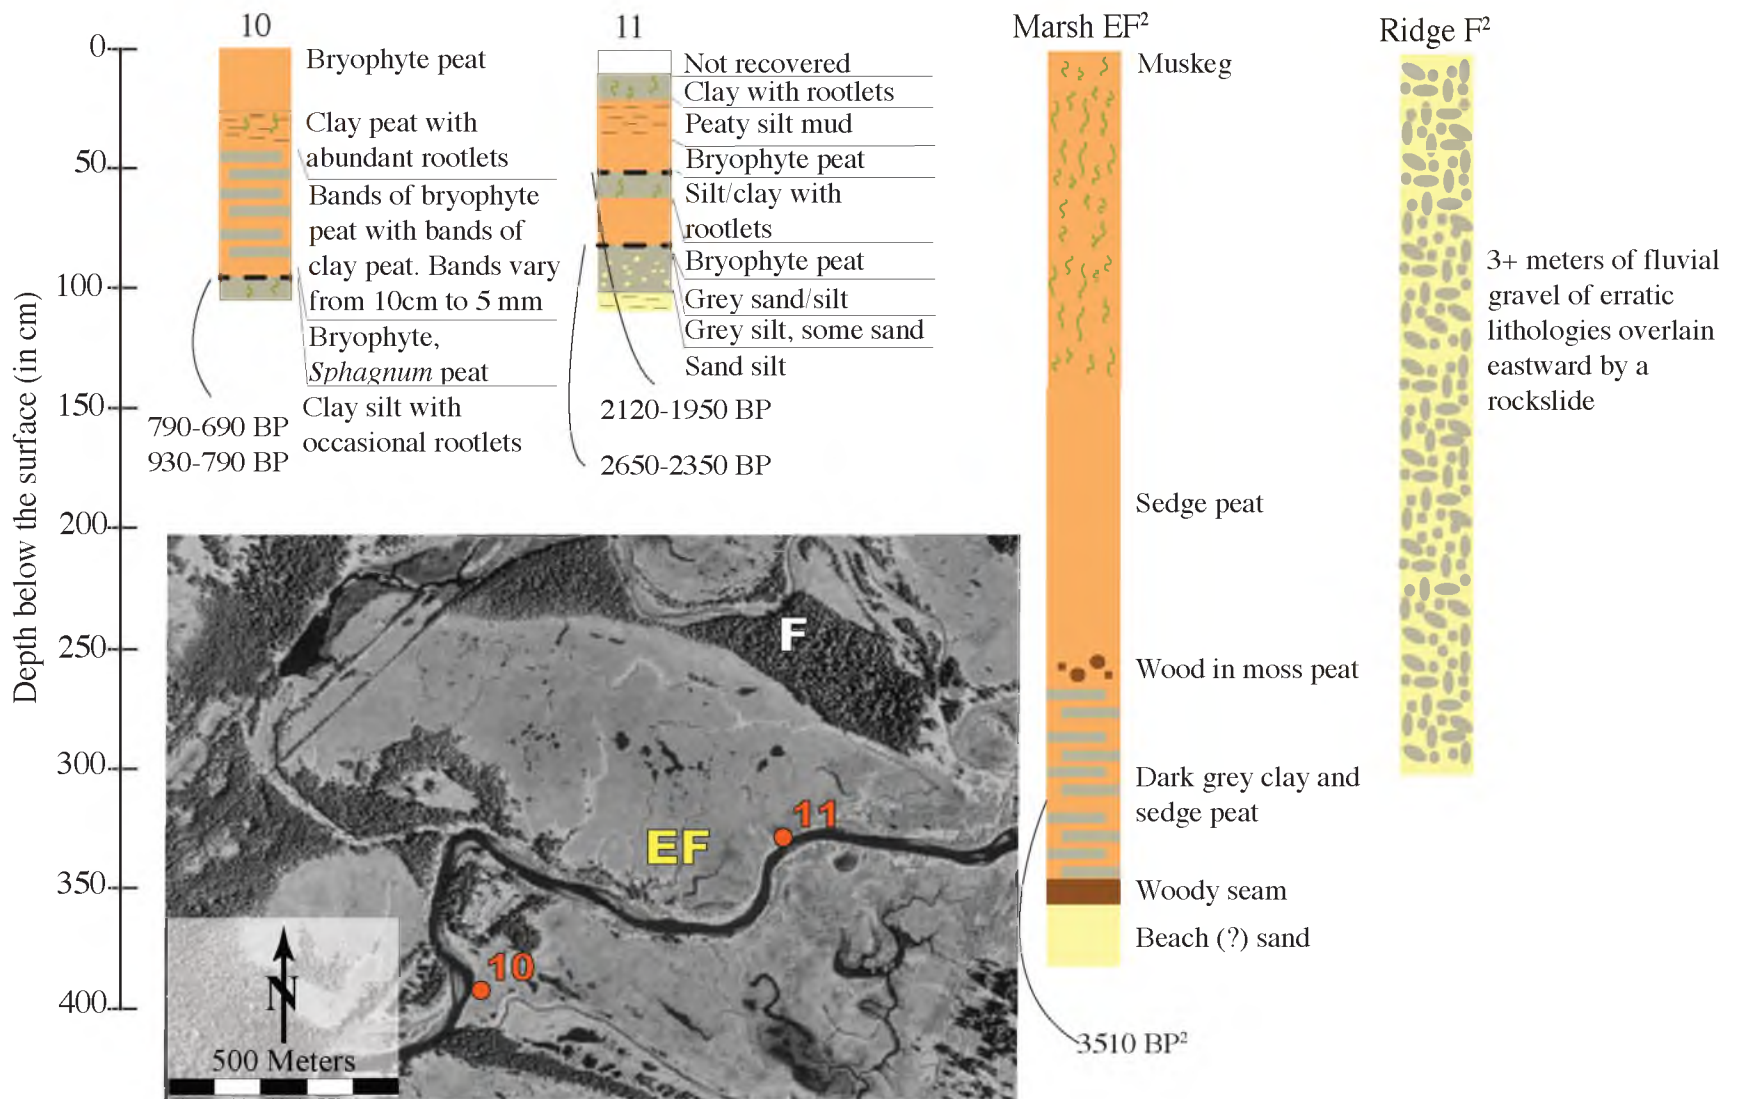 10
11
Marsh EF²
Ridge F²
Depth below the surface (in cm)
0
50
100
150
200
250
300
350
400
Bryophyte peat
Clay peat with
abundant rootlets
Bands of bryophyte
peat with bands of
clay peat. Bands vary
from 10cm to 5 mm
Bryophyte,
Sphagnum peat
Clay silt with
occasional rootlets
790-690 BP
930-790 BP
Not recovered
Clay with rootlets
Peaty silt mud
Bryophyte peat
Silt/clay with
rootlets
Bryophyte peat
Grey sand/silt
Grey silt, some sand
Sand silt
2120-1950 BP
2650-2350 BP
Muskeg
Sedge peat
Wood in moss peat
Dark grey clay and
sedge peat
Woody seam
Beach (?) sand
3510 BP²
3+ meters of fluvial
gravel of erratic
lithologies overlain
eastward by a
rockslide
F
EF
11
10
N
500 Meters